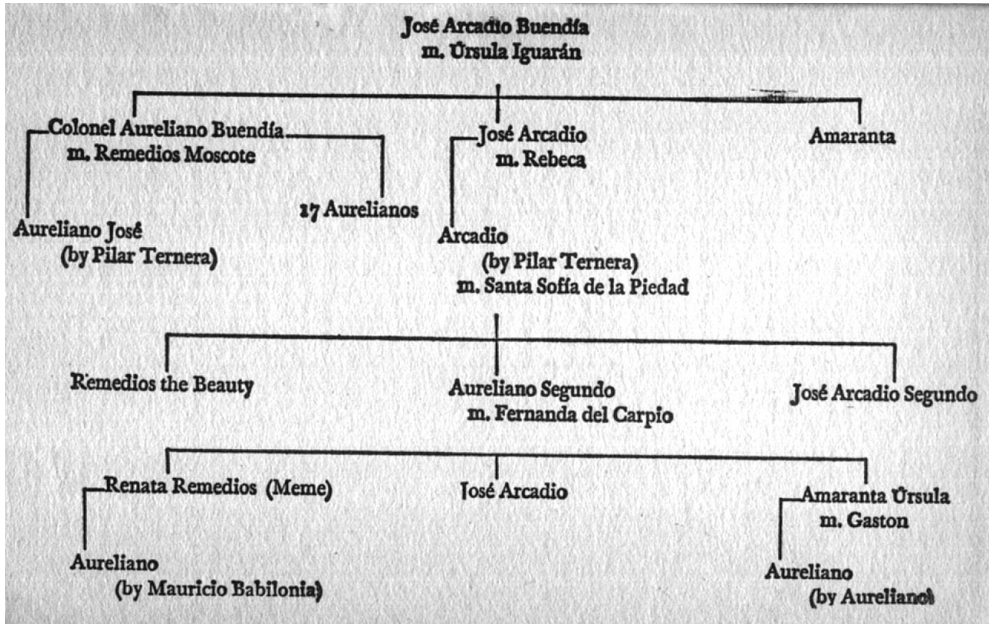 José Arcadio Buendía
m. Úrsula Iguarán
Colonel Aureliano Buendía
m. Remedios Moscote
José Arcadio
m. Rebeca
Amaranta
Aureliano José
(by Pilar Ternera)
17 Aurelianos
Arcadio
(by Pilar Ternera)
m. Santa Sofía de la Piedad
Remedios the Beauty
Aureliano Segundo
m. Fernanda del Carpio
José Arcadio Segundo
Renata Remedios (Meme)
José Arcadio
Amaranta Úrsula
m. Gaston
Aureliano
(by Mauricio Babilonia)
Aureliano
(by Aureliano)